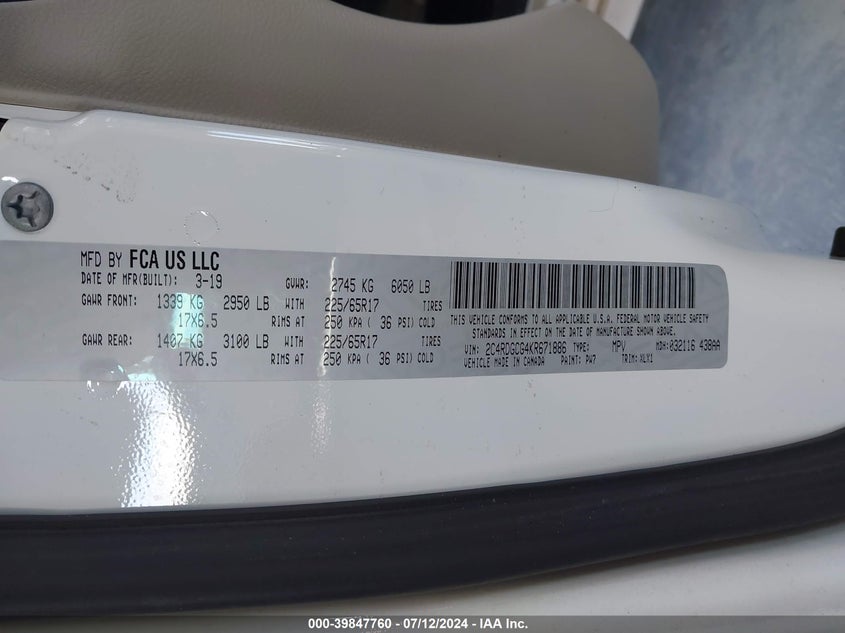 MFD BY FCA US LLC
DATE OF MFR(BUILT): 3-19 GVWR: 2745 KG 6050 LB
GAWR FRONT: 1339 KG 2950 LB WITH 225/65R17 TIRES
17X6.5 RIMS AT 250 KPA ( 36 PSI) COLD
GAWR REAR: 1407 KG 3100 LB WITH 225/65R17 TIRES
17X6.5 RIMS AT 250 KPA ( 36 PSI) COLD
THIS VEHICLE CONFORMS TO ALL APPLICABLE U.S.A. FEDERAL MOTOR VEHICLE SAFETY
STANDARDS IN EFFECT ON THE DATE OF MANUFACTURE SHOWN ABOVE.
VIN: 2C4RDGCG4KR671886 TYPE: MPV MDH: 032116 438AA
VEHICLE MADE IN CANADA PAINT: PW7 TRIM: XLX1
000-39847760 - 07/12/2024 - IAA Inc.